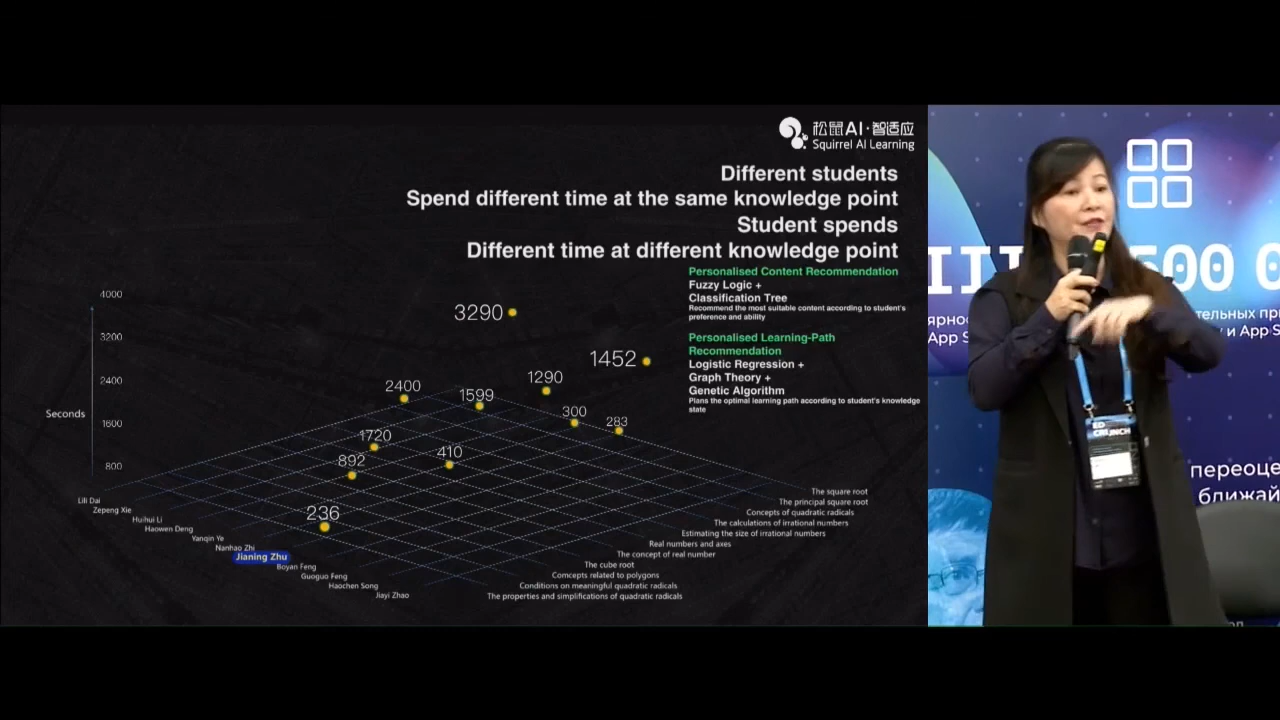 松鼠AI·智适应
Squirrel AI Learning
Different students
Spend different time at the same knowledge point
Student spends
Different time at different knowledge point
Personalised Content Recommendation
Fuzzy Logic +
Classification Tree
Recommend the most suitable content according to student's
preference and ability
Personalised Learning-Path
Recommendation
Logistic Regression +
Graph Theory +
Genetic Algorithm
Plans the optimal learning path according to student's knowledge
state
4000
3200
2400
1600
800
Seconds
3290
1452
1290
2400
1599
300
283
1720
410
892
236
Lili Dai
Zepeng Xie
Huihui Li
Haowen Deng
Yanqin Ye
Nanhao Zhi
Jianing Zhu
Boyan Feng
Guoguo Feng
Haochen Song
Jiayi Zhao
The square root
The principal square root
Concepts of quadratic radicals
The calculations of irrational numbers
Estimating the size of irrational numbers
Real numbers and axes
The concept of real number
The cube root
Comcepts related to polygons
Conditions on meaningful quadratic radicals
The properties and simplifications of quadratic radicals
600 0
ярнос
App S
тельных пр
у и App S
ED
CRUNCH
переоце
ближай